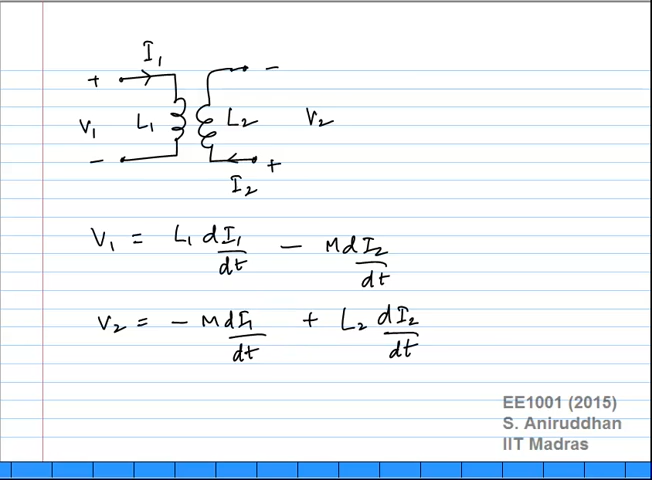 I₁
+ −
V₁ L₁ L₂ V₂
− +
I₂
V₁ = L₁ dI₁/dt − M dI₂/dt
V₂ = − M dI₁/dt + L₂ dI₂/dt
EE1001 (2015)
S. Aniruddhan
IIT Madras